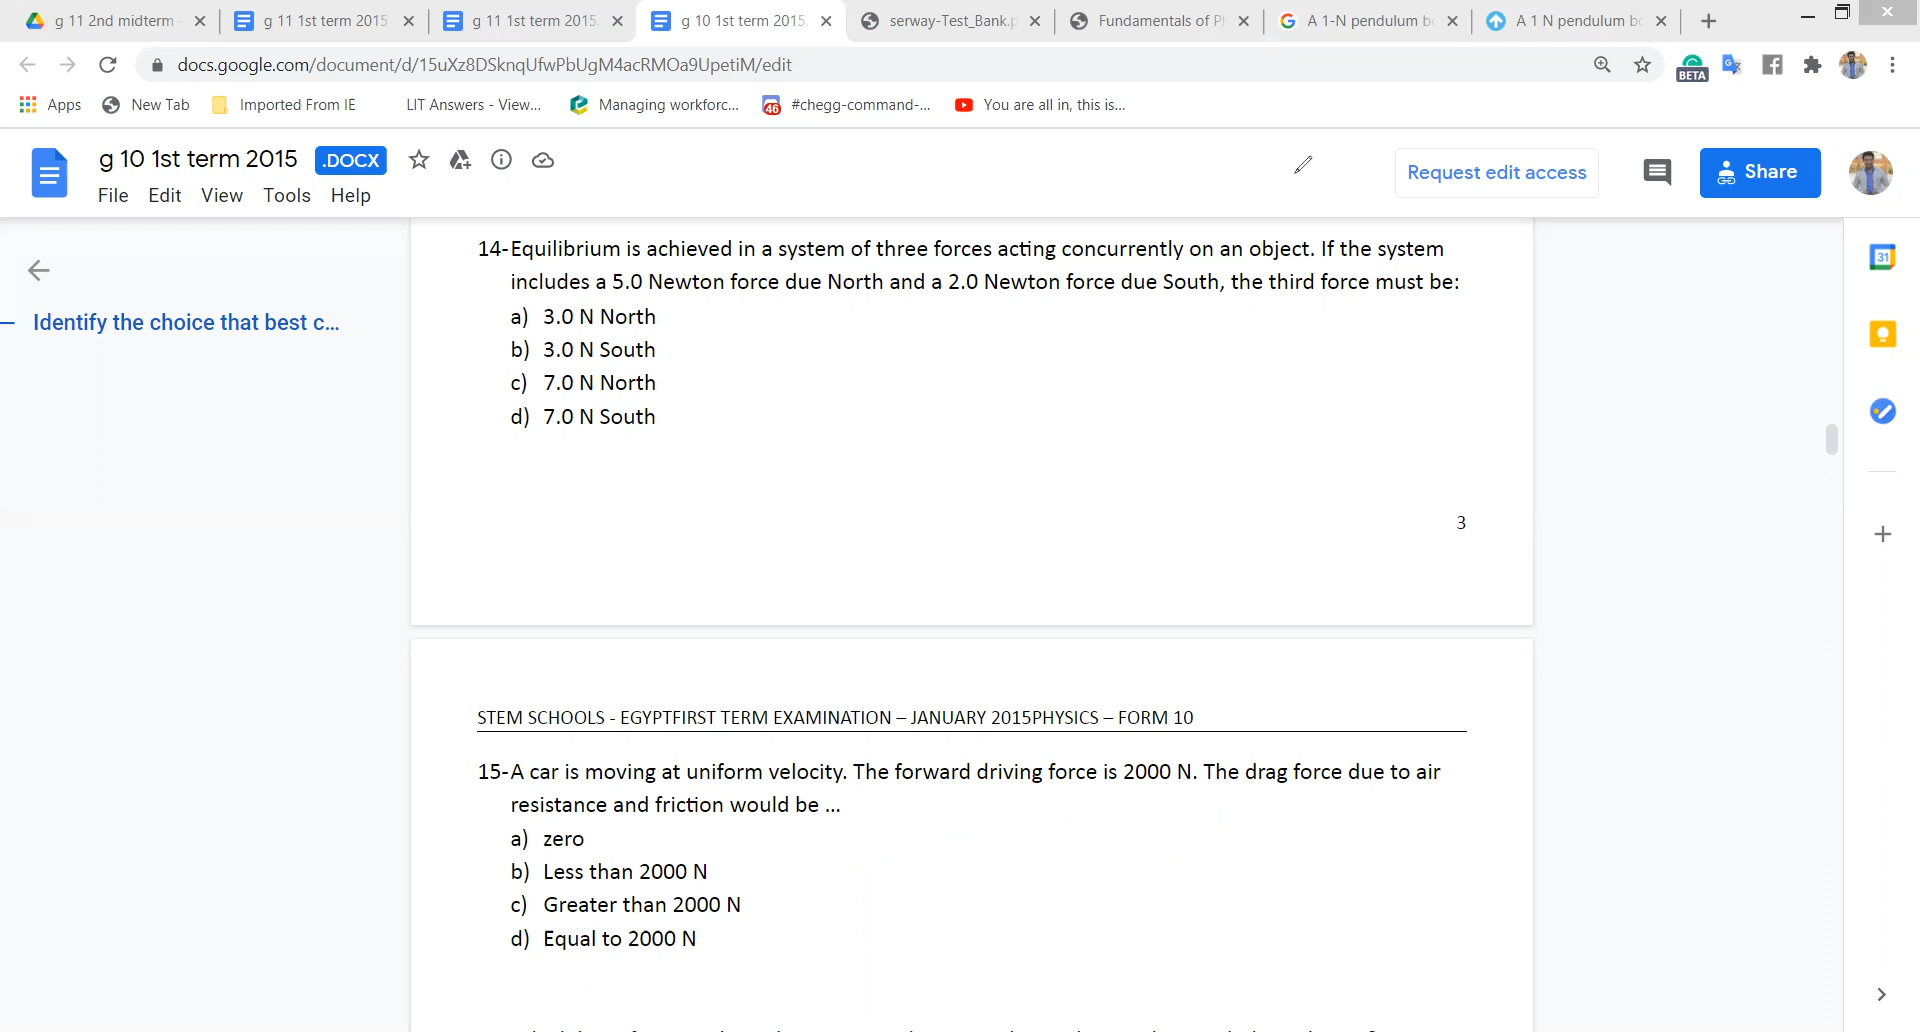 g 11 2nd midterm
g 11 1st term 2015
g 11 1st term 2015.
g 10 1st term 2015.
serway-Test_Bank.p
Fundamentals of Ph
A 1-N pendulum bo
A 1 N pendulum bo
docs.google.com/document/d/15uXz8DSknqUfwPbUgM4acRMOa9UpetiM/edit
BETA
Apps
New Tab
Imported From IE
LIT Answers - View...
Managing workforc...
46
#chegg-command-...
You are all in, this is...
g 10 1st term 2015 .DOCX
File Edit View Tools Help
Request edit access
Share
31
Identify the choice that best c...
14-Equilibrium is achieved in a system of three forces acting concurrently on an object. If the system
includes a 5.0 Newton force due North and a 2.0 Newton force due South, the third force must be:
a) 3.0 N North
b) 3.0 N South
c) 7.0 N North
d) 7.0 N South
3
STEM SCHOOLS - EGYPTFIRST TERM EXAMINATION – JANUARY 2015PHYSICS – FORM 10
15-A car is moving at uniform velocity. The forward driving force is 2000 N. The drag force due to air
resistance and friction would be ...
a) zero
b) Less than 2000 N
c) Greater than 2000 N
d) Equal to 2000 N